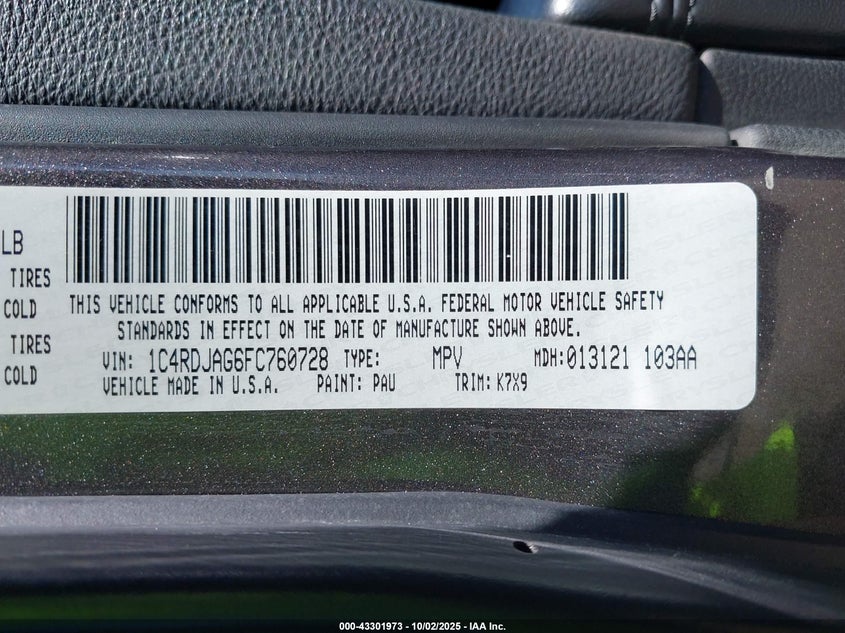 LB
TIRES
COLD
TIRES
COLD
THIS VEHICLE CONFORMS TO ALL APPLICABLE U.S.A. FEDERAL MOTOR VEHICLE SAFETY
STANDARDS IN EFFECT ON THE DATE OF MANUFACTURE SHOWN ABOVE.
VIN: 1C4RDJAG6FC760728 TYPE: MPV MDH:013121 103AA
VEHICLE MADE IN U.S.A. PAINT: PAU TRIM: K7X9
000-43301973 - 10/02/2025 - IAA Inc.